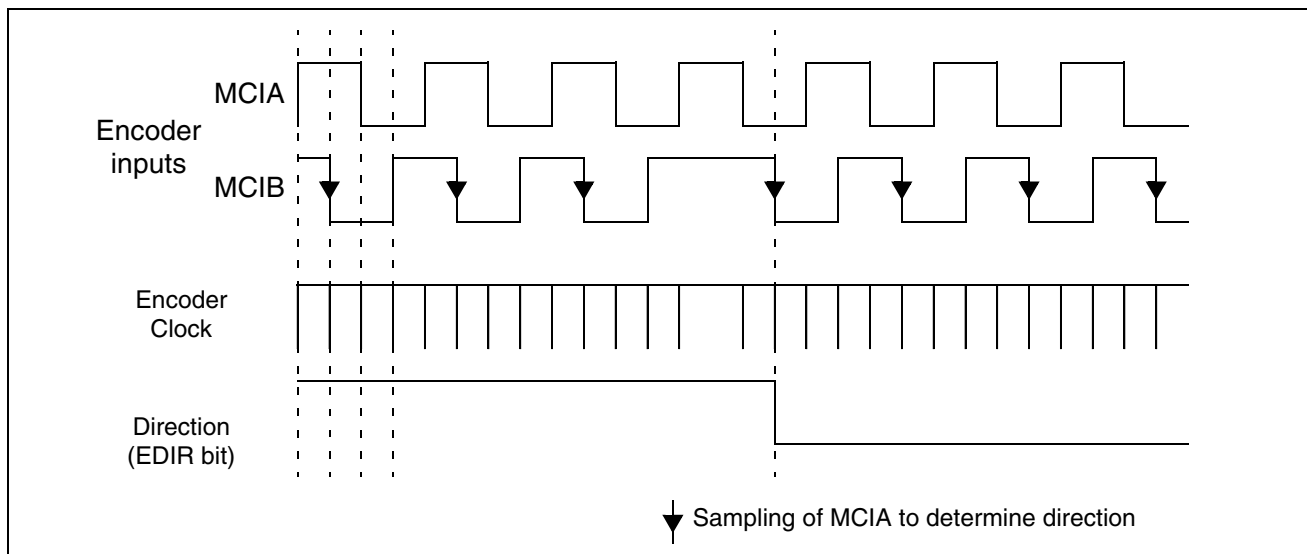 MCIA
Encoder
inputs
MCIB
Encoder
Clock
Direction
(EDIR bit)
Sampling of MCIA to determine direction